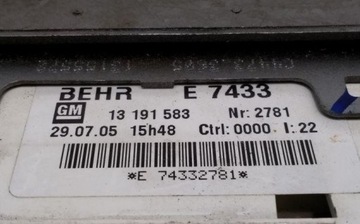 BEHR E 7433
GM 13 191 583 Nr: 2781
29.07.05 15h48 Ctrl: 0000 I: 22
*E 74332781*